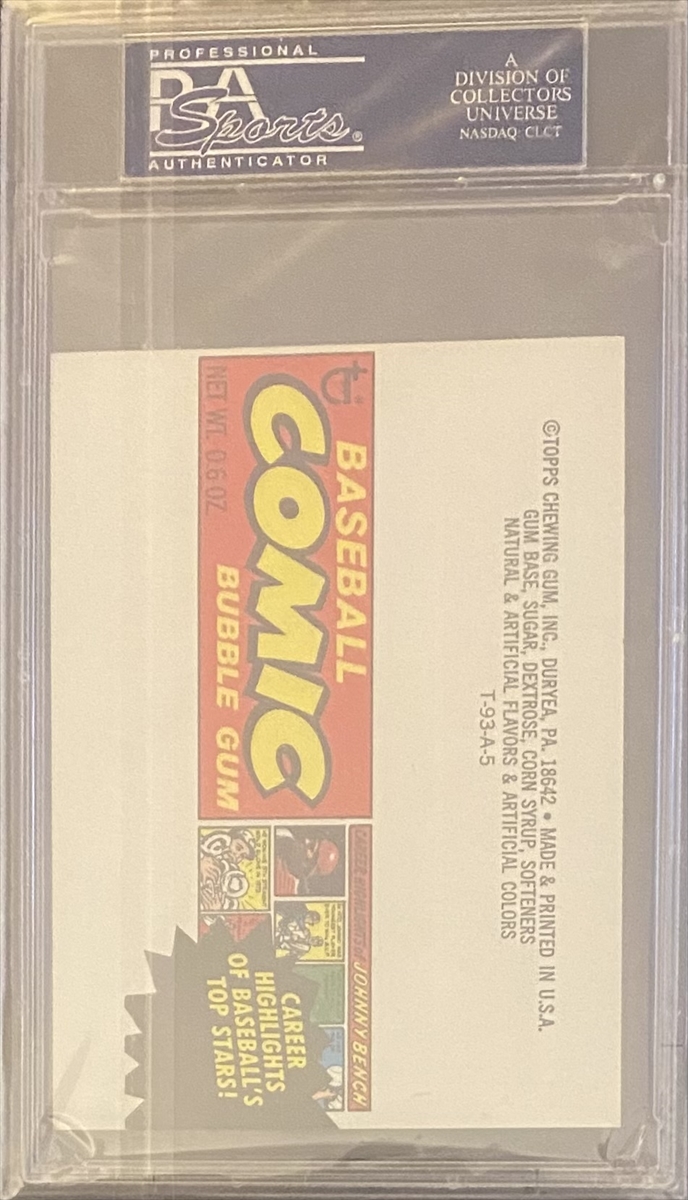 PROFESSIONAL
PSA
Sports®
AUTHENTICATOR
A
DIVISION OF
COLLECTORS
UNIVERSE
NASDAQ: CLCT
©TOPPS CHEWING GUM, INC., DURYEA, PA. 18642 • MADE & PRINTED IN U.S.A.
GUM BASE, SUGAR, DEXTROSE, CORN SYRUP, SOFTENERS
NATURAL & ARTIFICIAL FLAVORS & ARTIFICIAL COLORS
T-93-A-5
BASEBALL
COMIC
BUBBLE GUM
NET WT. 0.6 OZ.
CAREER HIGHLIGHTS of JOHNNY BENCH
CAREER
HIGHLIGHTS
OF BASEBALL'S
TOP STARS!